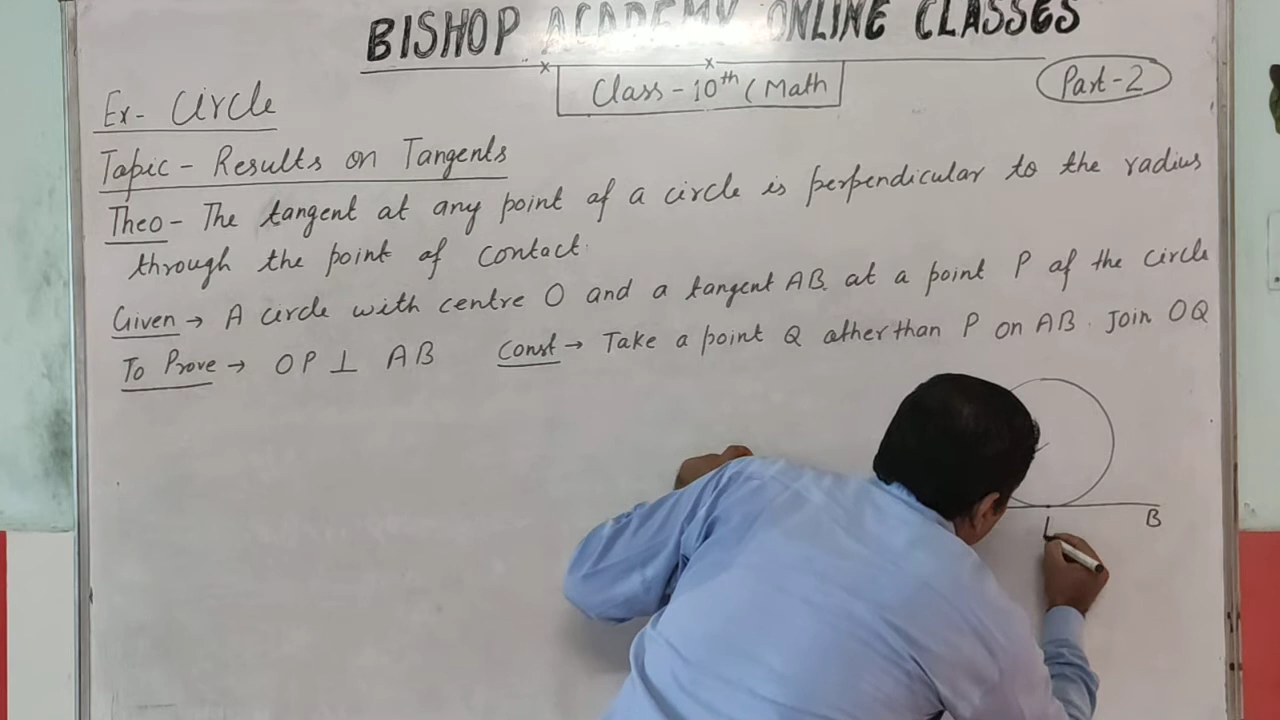 BISHOP ACADEMY ONLINE CLASSES
Class - 10th (Math
Part-2
Ex- Circle
Tapic - Results on Tangents
Theo - The tangent at any point of a circle is perpendicular to the radius
through the point of contact.
Given → A circle with centre O and a tangent AB. at a point P of the circle
To Prove → OP ⊥ AB Const → Take a point Q other than P on AB. Join OQ
B